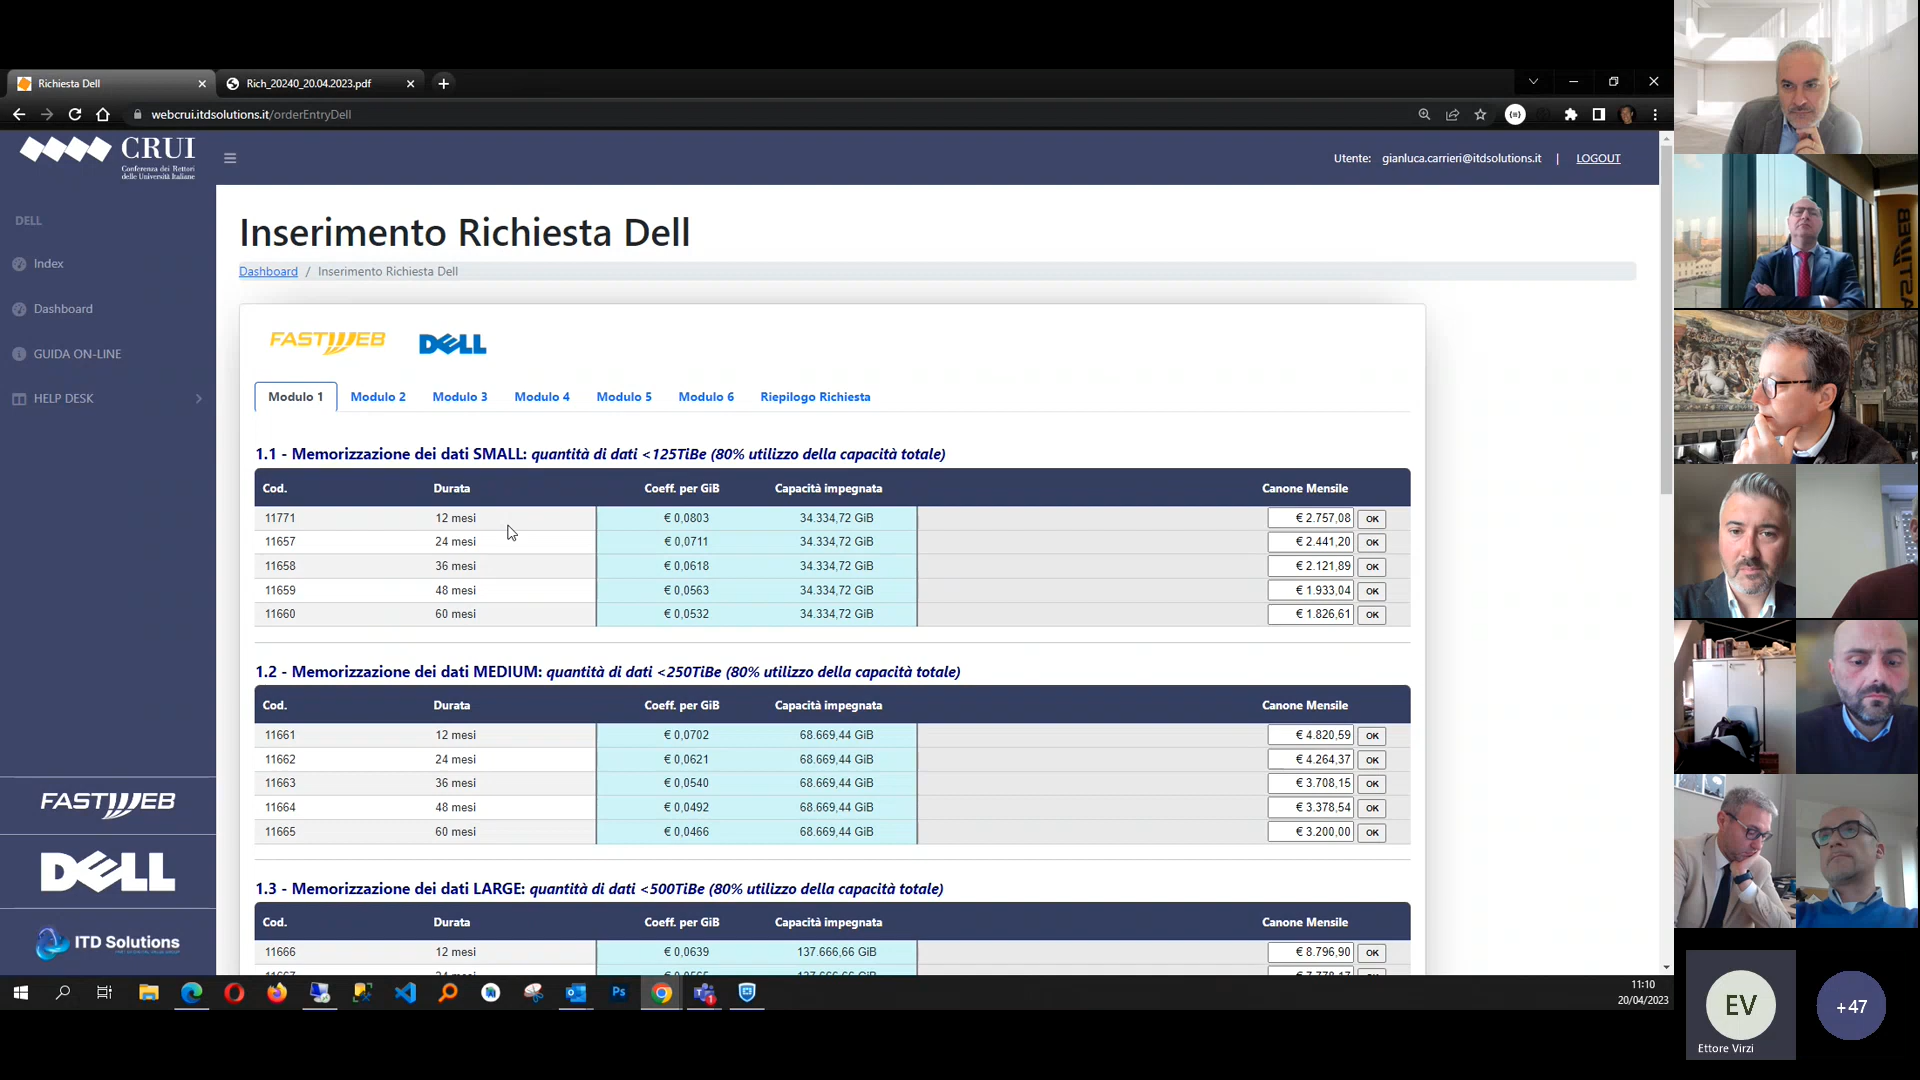 Richiesta Dell
Rich_20240_20.04.2023.pdf
webcrui.itdsolutions.it/orderEntryDell
CRUI
Conferenza dei Rettori
delle Università Italiane
Utente: gianluca.carrieri@itdsolutions.it | LOGOUT
DELL
Index
Dashboard
GUIDA ON-LINE
HELP DESK
FASTWEB
DELL
ITD Solutions
Inserimento Richiesta Dell
Dashboard / Inserimento Richiesta Dell
FASTWEB DELL
Modulo 1 Modulo 2 Modulo 3 Modulo 4 Modulo 5 Modulo 6 Riepilogo Richiesta
1.1 - Memorizzazione dei dati SMALL: quantità di dati <125TiBe (80% utilizzo della capacità totale)
Cod. Durata Coeff. per GiB Capacità impegnata Canone Mensile
11771 12 mesi € 0,0803 34.334,72 GiB € 2.757,08 OK
11657 24 mesi € 0,0711 34.334,72 GiB € 2.441,20 OK
11658 36 mesi € 0,0618 34.334,72 GiB € 2.121,89 OK
11659 48 mesi € 0,0563 34.334,72 GiB € 1.933,04 OK
11660 60 mesi € 0,0532 34.334,72 GiB € 1.826,61 OK
1.2 - Memorizzazione dei dati MEDIUM: quantità di dati <250TiBe (80% utilizzo della capacità totale)
Cod. Durata Coeff. per GiB Capacità impegnata Canone Mensile
11661 12 mesi € 0,0702 68.669,44 GiB € 4.820,59 OK
11662 24 mesi € 0,0621 68.669,44 GiB € 4.264,37 OK
11663 36 mesi € 0,0540 68.669,44 GiB € 3.708,15 OK
11664 48 mesi € 0,0492 68.669,44 GiB € 3.378,54 OK
11665 60 mesi € 0,0466 68.669,44 GiB € 3.200,00 OK
1.3 - Memorizzazione dei dati LARGE: quantità di dati <500TiBe (80% utilizzo della capacità totale)
Cod. Durata Coeff. per GiB Capacità impegnata Canone Mensile
11666 12 mesi € 0,0639 137.666,66 GiB € 8.796,90 OK
Ps
11:10
20/04/2023
EV
Ettore Virzi
+47